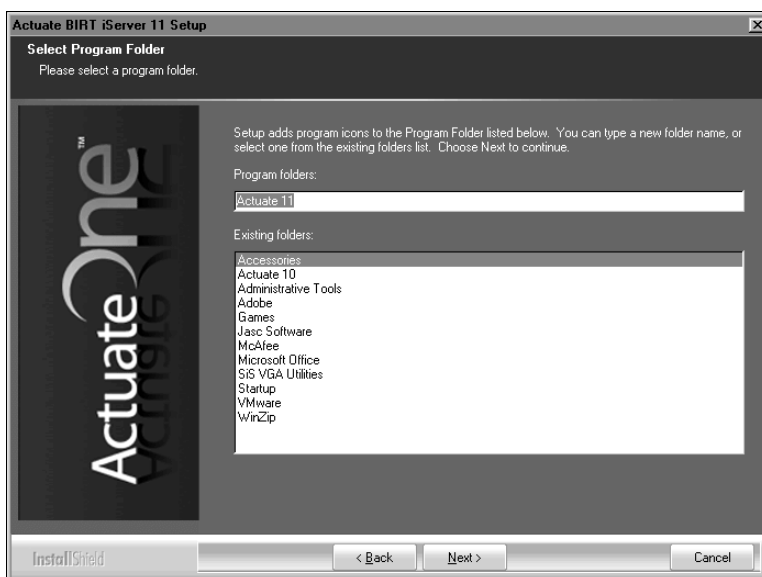 Actuate BIRT iServer 11 Setup
Select Program Folder
Please select a program folder.
ActuateOne™
Setup adds program icons to the Program Folder listed below. You can type a new folder name, or
select one from the existing folders list. Choose Next to continue.
Program folders:
Actuate 11
Existing folders:
Accessories
Actuate 10
Administrative Tools
Adobe
Games
Jasc Software
McAfee
Microsoft Office
SiS VGA Utilities
Startup
VMware
WinZip
InstallShield
< Back
Next >
Cancel